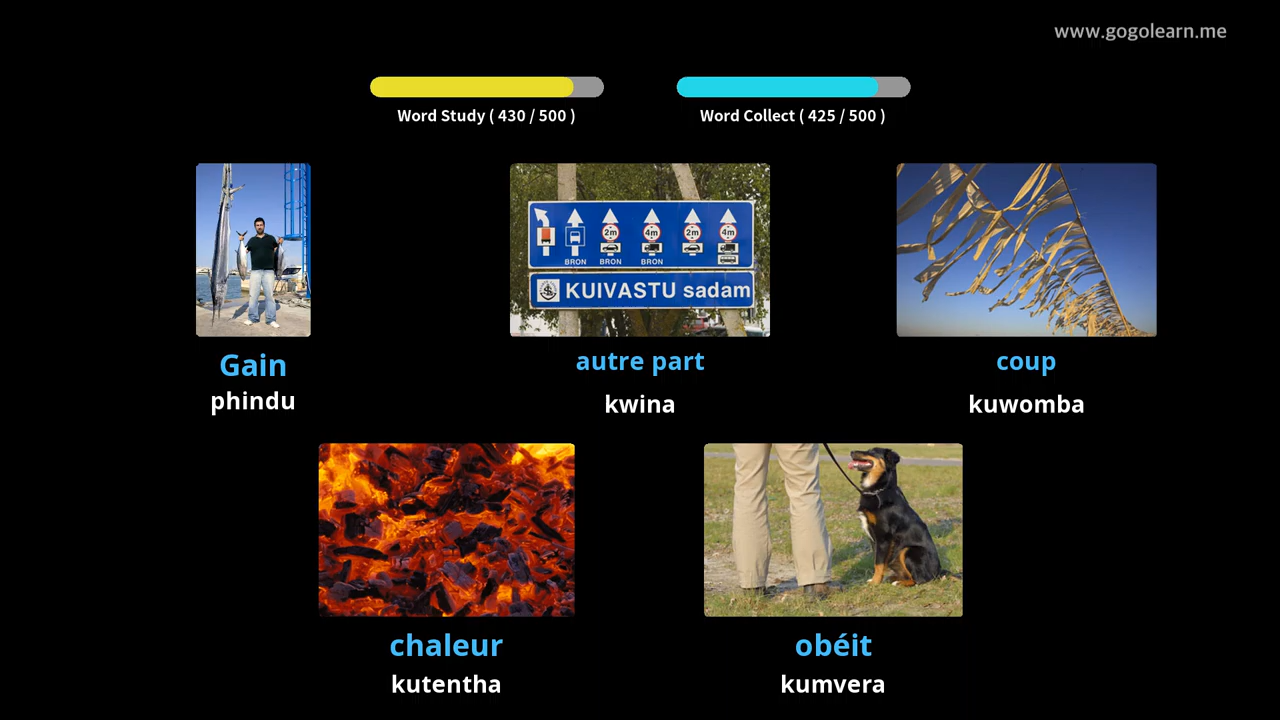 www.gogolearn.me
Word Study ( 430 / 500 )
Word Collect ( 425 / 500 )
2m
4m
2m
4m
BRON
BRON
BRON
KUIVASTU sadam
Gain
phindu
autre part
kwina
coup
kuwomba
chaleur
kutentha
obéit
kumvera